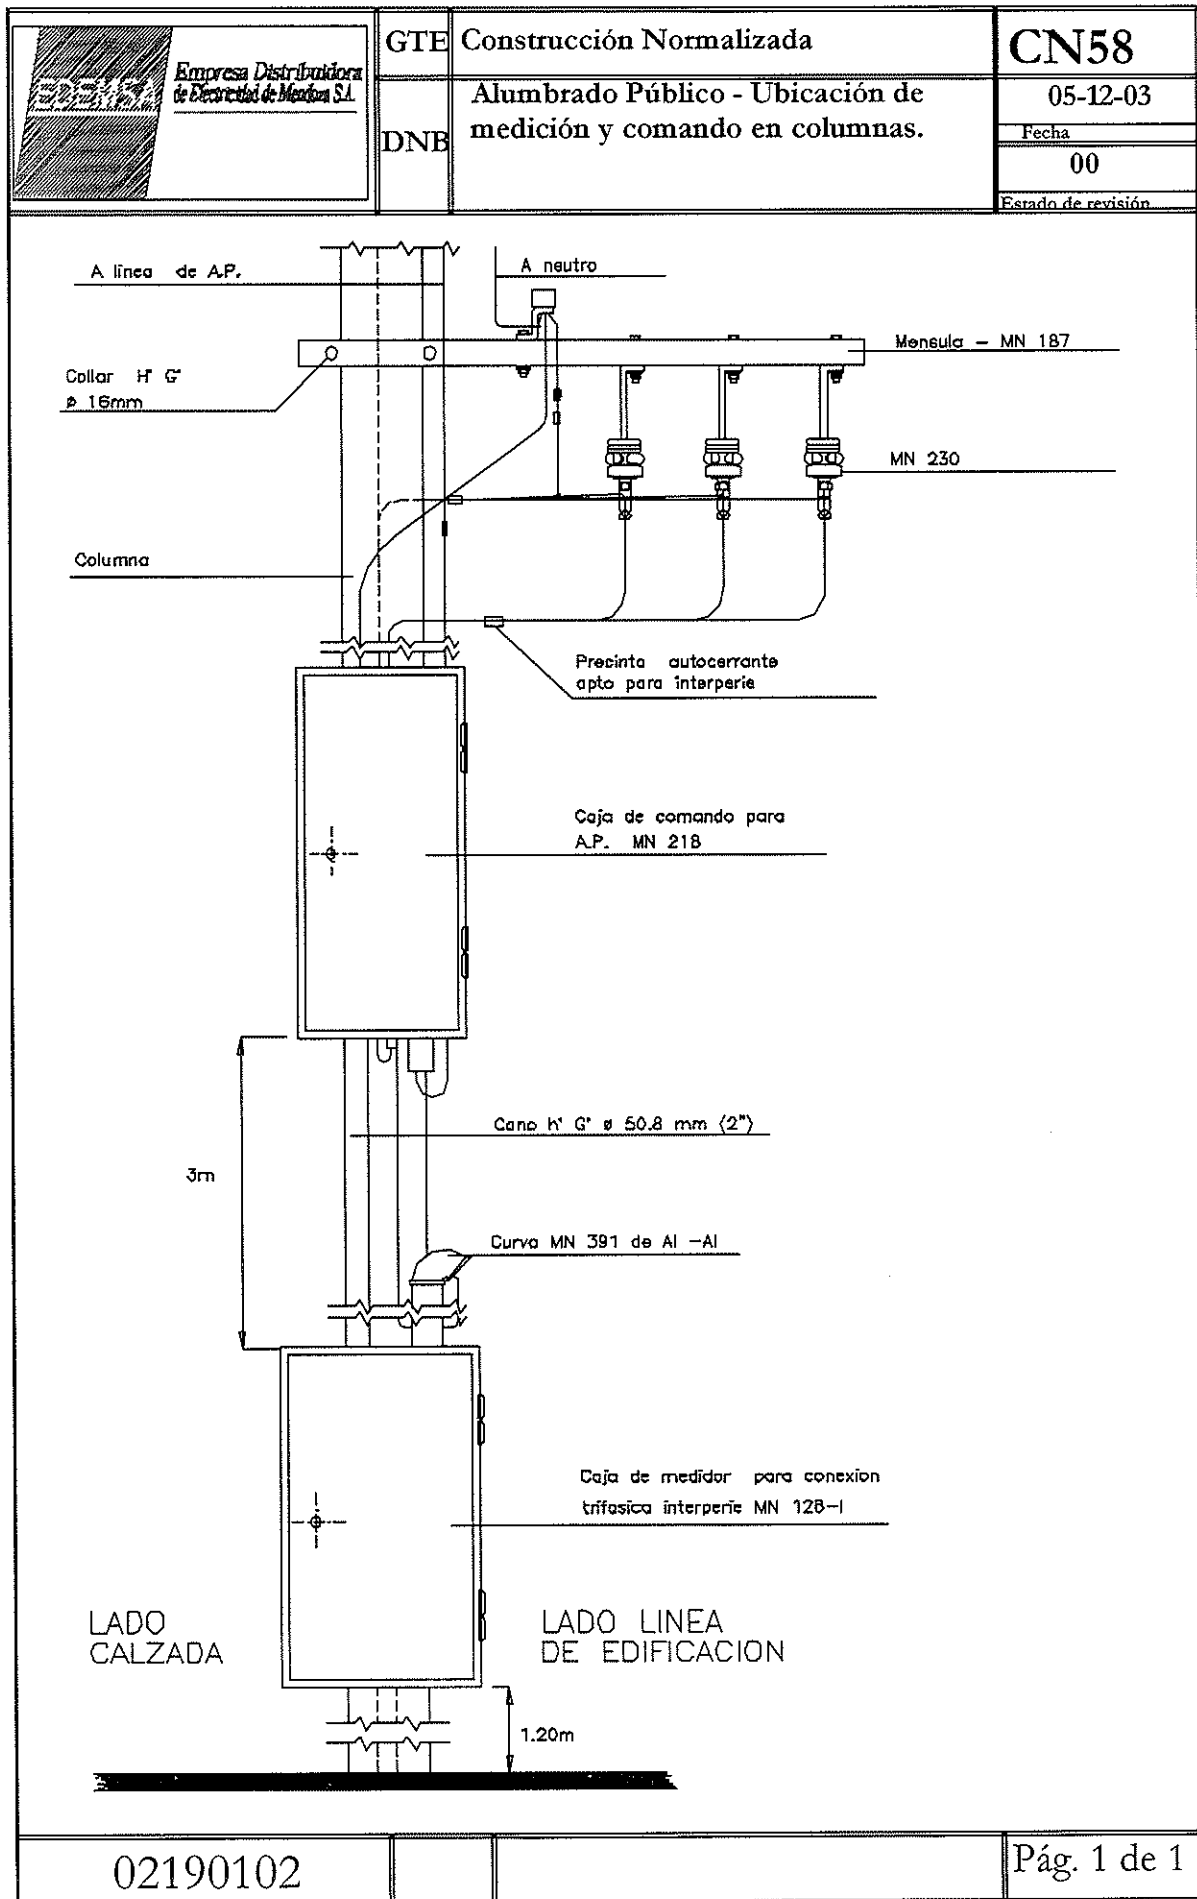 EDEMSA
Empresa Distribuidora
de Electricidad de Mendoza S.A.
GTE
Construcción Normalizada
CN58
DNB
Alumbrado Público - Ubicación de
medición y comando en columnas.
05-12-03
Fecha
00
Estado de revisión
A línea de A.P.
A neutro
Mensula - MN 187
Collar H° G°
ø 16mm
MN 230
Columna
Precinta autocerrante
apto para interperie
Caja de comando para
A.P. MN 218
Cano h° G° ø 50.8 mm (2")
3m
Curva MN 391 de Al -Al
Caja de medidor para conexion
trifasica interperie MN 128-I
LADO
CALZADA
LADO LINEA
DE EDIFICACION
1.20m
02190102
Pág. 1 de 1